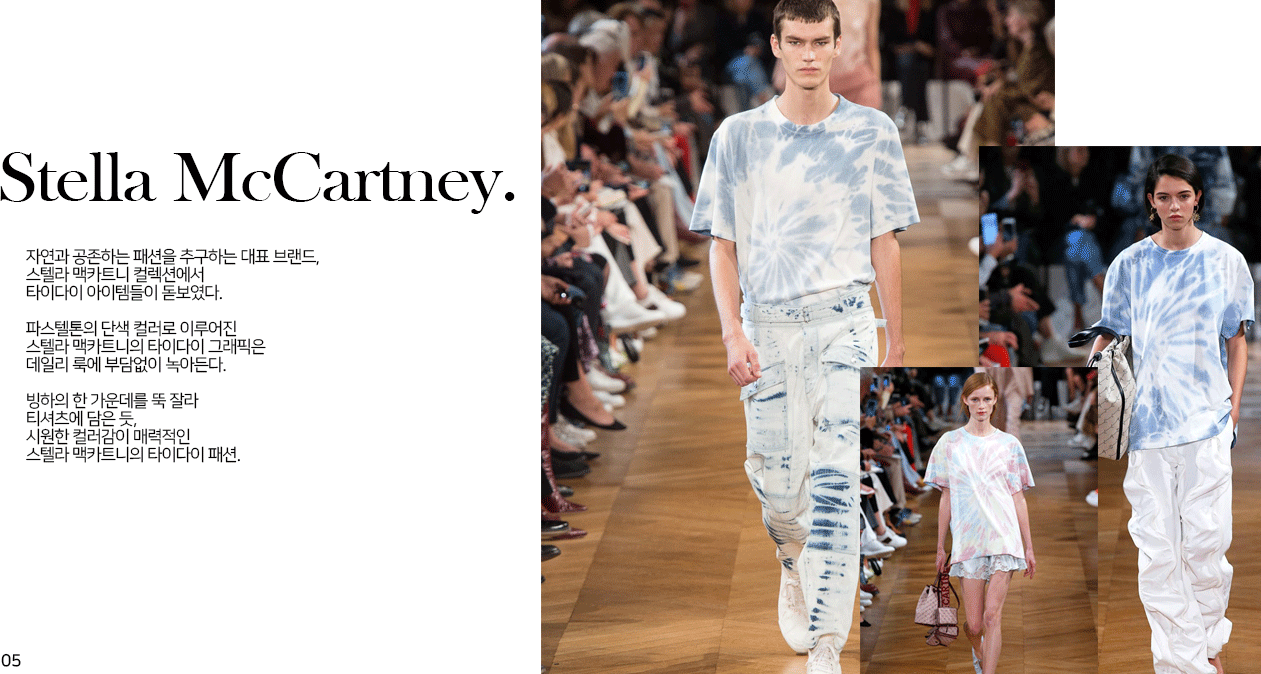 Stella McCartney.
자연과 공존하는 패션을 추구하는 대표 브랜드,
스텔라 맥카트니 컬렉션에서
타이다이 아이템들이 돋보였다.
파스텔톤의 단색 컬러로 이루어진
스텔라 맥카트니의 타이다이 그래픽은
데일리 룩에 부담없이 녹아든다.
빙하의 한 가운데를 뚝 잘라
티셔츠에 담은 듯,
시원한 컬러감이 매력적인
스텔라 맥카트니의 타이다이 패션.
05